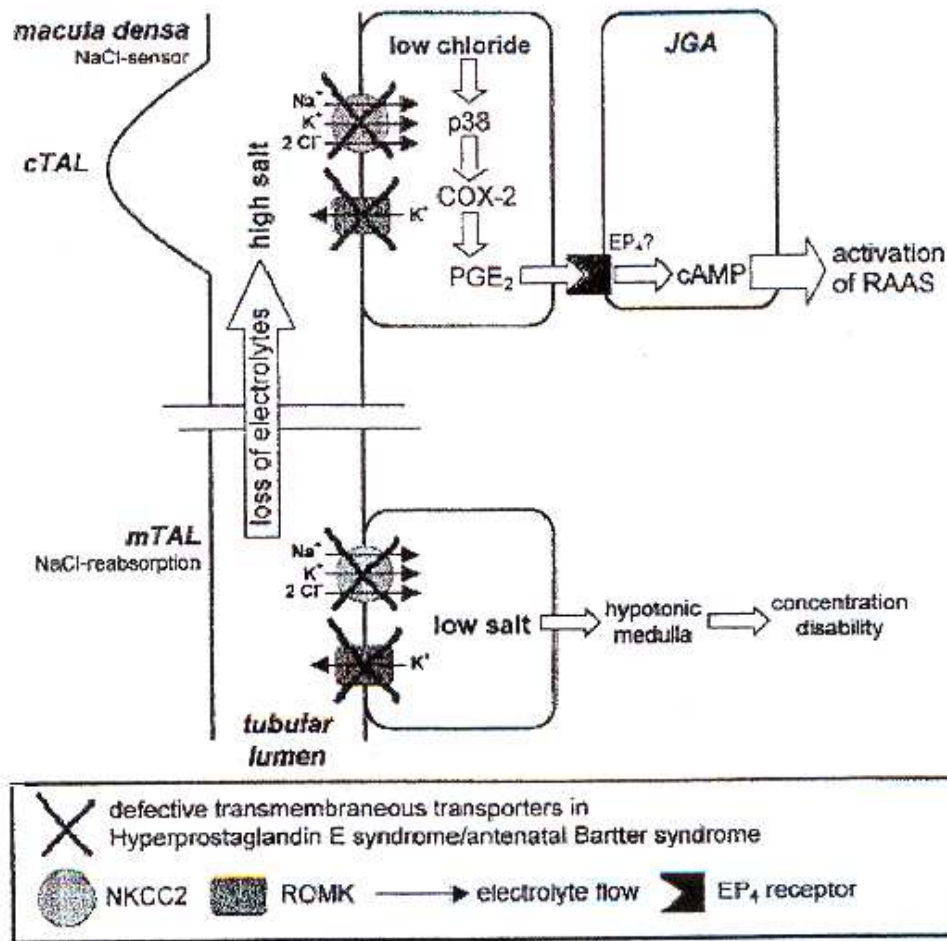 macula densa
NaCl-sensor
cTAL
high salt
loss of electrolytes
Na⁺
K⁺
2 Cl⁻
K⁺
low chloride
p38
COX-2
PGE₂
EP₄?
JGA
cAMP
activation
of RAAS
mTAL
NaCl-reabsorption
Na⁺
K⁺
2 Cl⁻
K⁺
low salt
hypotonic
medulla
concentration
disability
tubular
lumen
defective transmembraneous transporters in
Hyperprostaglandin E syndrome/antenatal Bartter syndrome
NKCC2
ROMK
electrolyte flow
EP₄ receptor